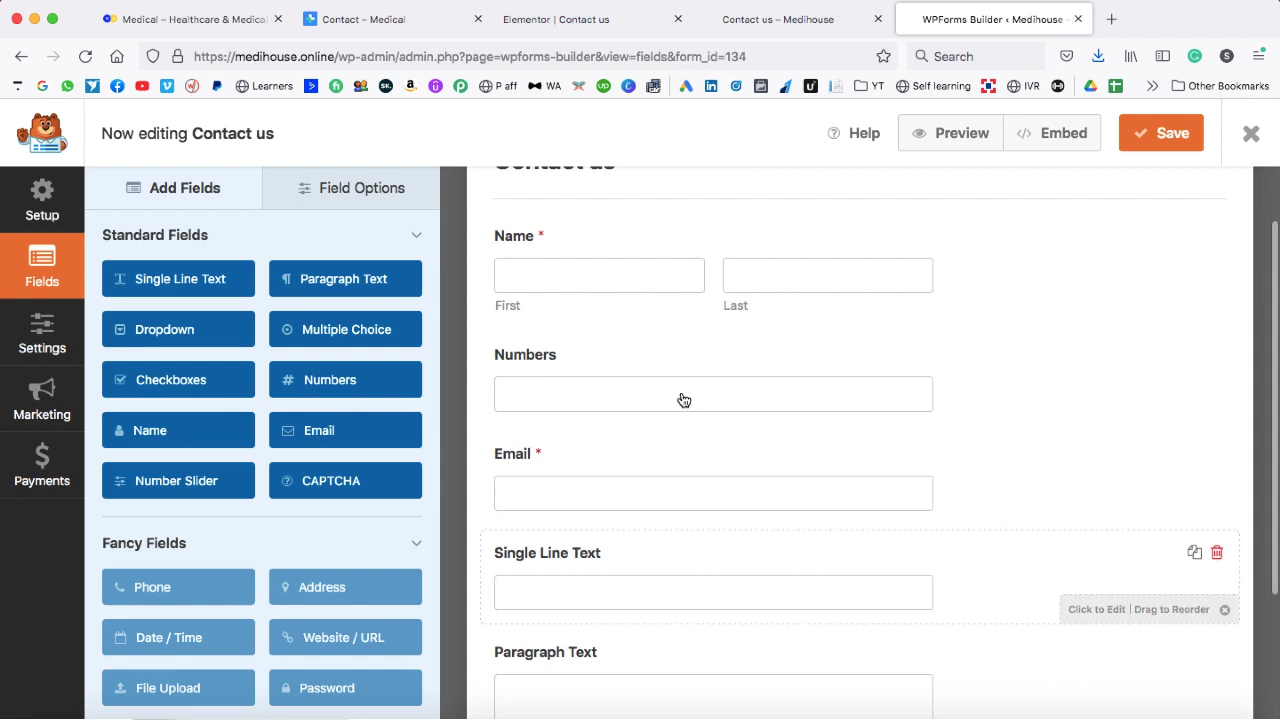 Medical – Healthcare & Medical
Contact – Medical
Elementor | Contact us
Contact us – Medihouse
WPForms Builder ‹ Medihouse –
https://medihouse.online/wp-admin/admin.php?page=wpforms-builder&view=fields&form_id=134
Search
S
Learners
P aff
WA
YT
Self learning
IVR
Other Bookmarks
Now editing Contact us
Help
Preview
Embed
Save
Setup
Fields
Settings
Marketing
Payments
Add Fields
Field Options
Standard Fields
Single Line Text
Paragraph Text
Dropdown
Multiple Choice
Checkboxes
Numbers
Name
Email
Number Slider
CAPTCHA
Fancy Fields
Phone
Address
Date / Time
Website / URL
File Upload
Password
Contact us
Name *
First
Last
Numbers
Email *
Single Line Text
Click to Edit | Drag to Reorder
Paragraph Text